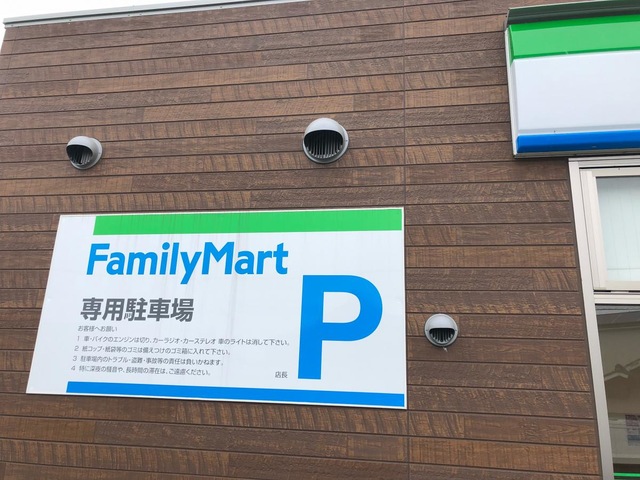 FamilyMart
P
専用駐車場
お客様へお願い
1 車・バイクのエンジンは切り、カーラジオ・カーステレオ 車のライトは消して下さい。
2 紙コップ・紙袋等のゴミは備えつけのゴミ箱に入れて下さい。
3 駐車場内のトラブル・盗難・事故等の責任は負いかねます。
4 特に深夜の騒音や、長時間の滞在は、ご遠慮ください。
店長